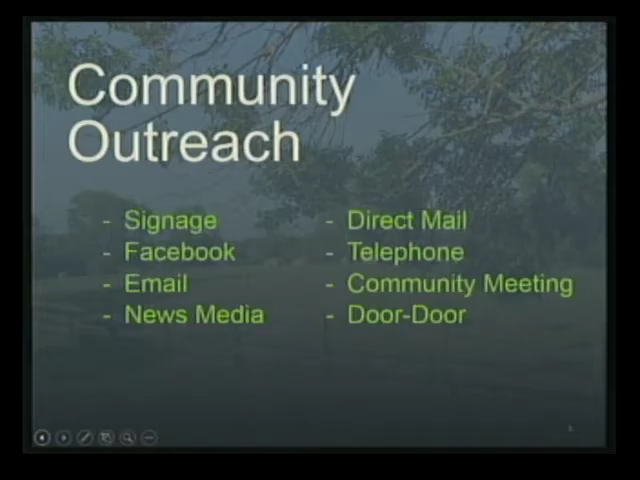 Community
Outreach
- Signage
- Facebook
- Email
- News Media
- Direct Mail
- Telephone
- Community Meeting
- Door-Door